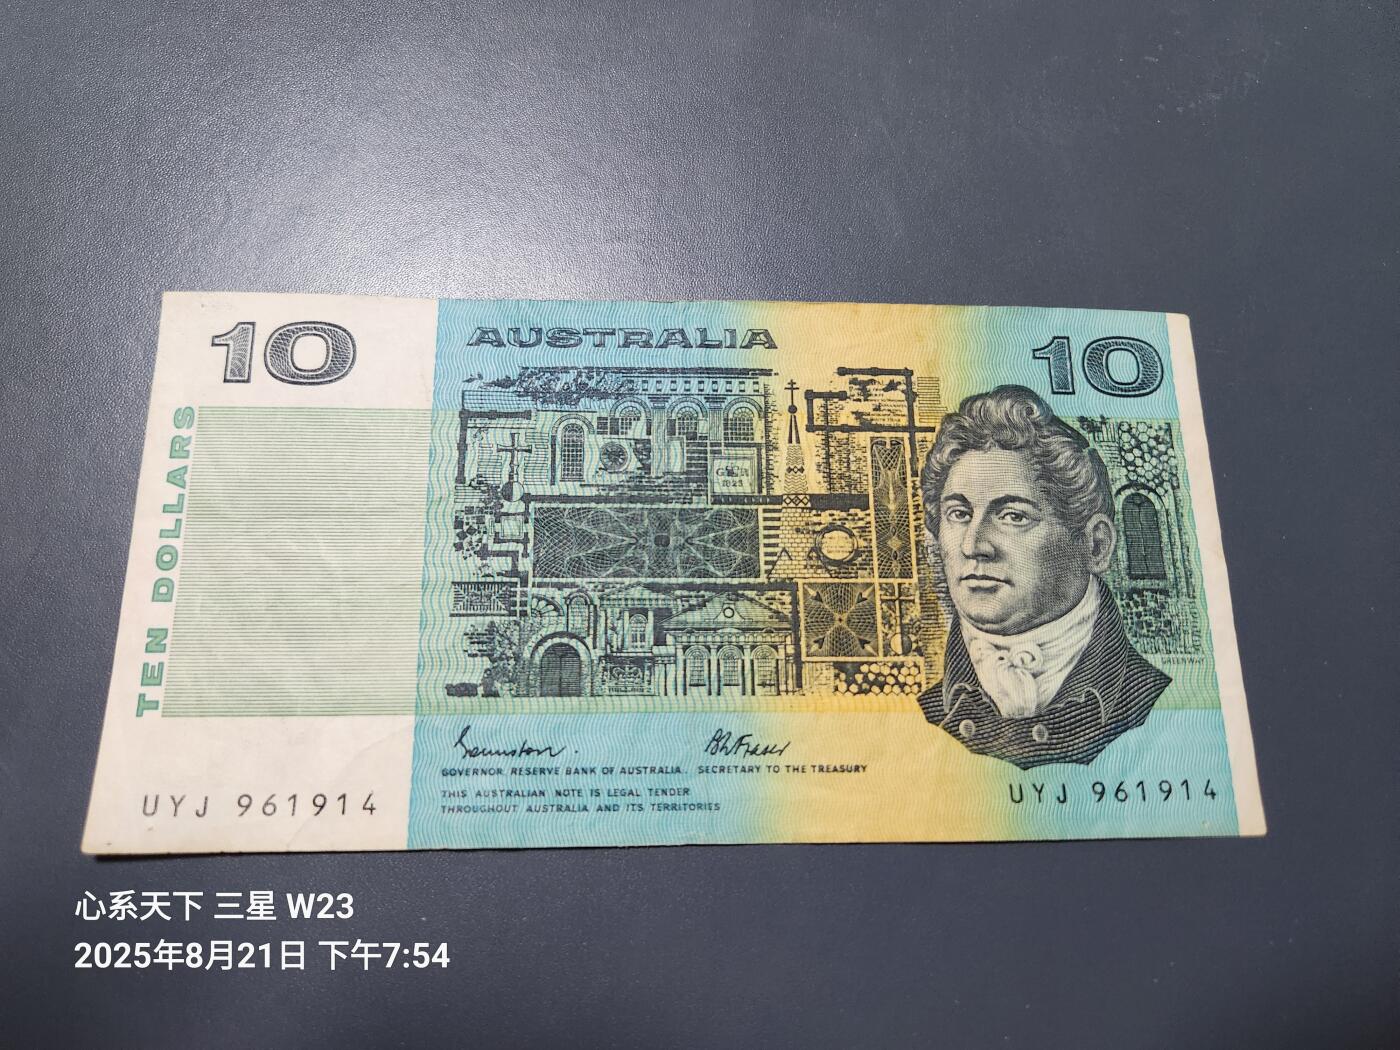 10
AUSTRALIA
10
TEN DOLLARS
GREENWAY
GOVERNOR, RESERVE BANK OF AUSTRALIA. SECRETARY TO THE TREASURY
THIS AUSTRALIAN NOTE IS LEGAL TENDER
THROUGHOUT AUSTRALIA AND ITS TERRITORIES
UYJ 961914
UYJ 961914
心系天下 三星 W23
2025年8月21日 下午7:54